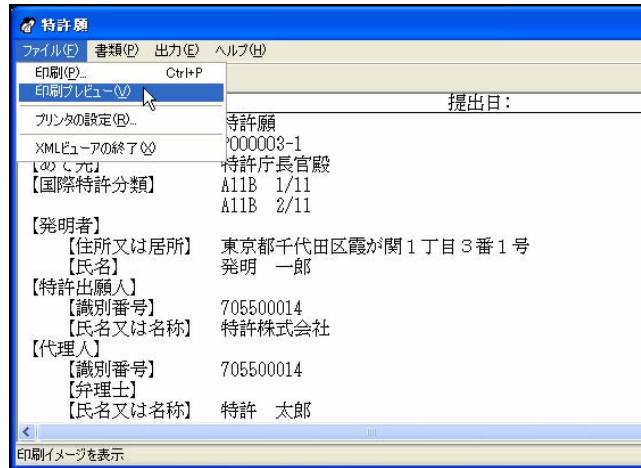 特許願
ファイル(F) 書類(P) 出力(E) ヘルプ(H)
印刷(P)... Ctrl+P
印刷プレビュー(V)
プリンタの設定(R)...
XMLビューアの終了(X)
提出日:
特許願
P000003-1
【あて先】 特許庁長官殿
【国際特許分類】 A11B 1/11
A11B 2/11
【発明者】
【住所又は居所】 東京都千代田区霞が関1丁目3番1号
【氏名】 発明 一郎
【特許出願人】
【識別番号】 705500014
【氏名又は名称】 特許株式会社
【代理人】
【識別番号】 705500014
【弁理士】
【氏名又は名称】 特許 太郎
印刷イメージを表示